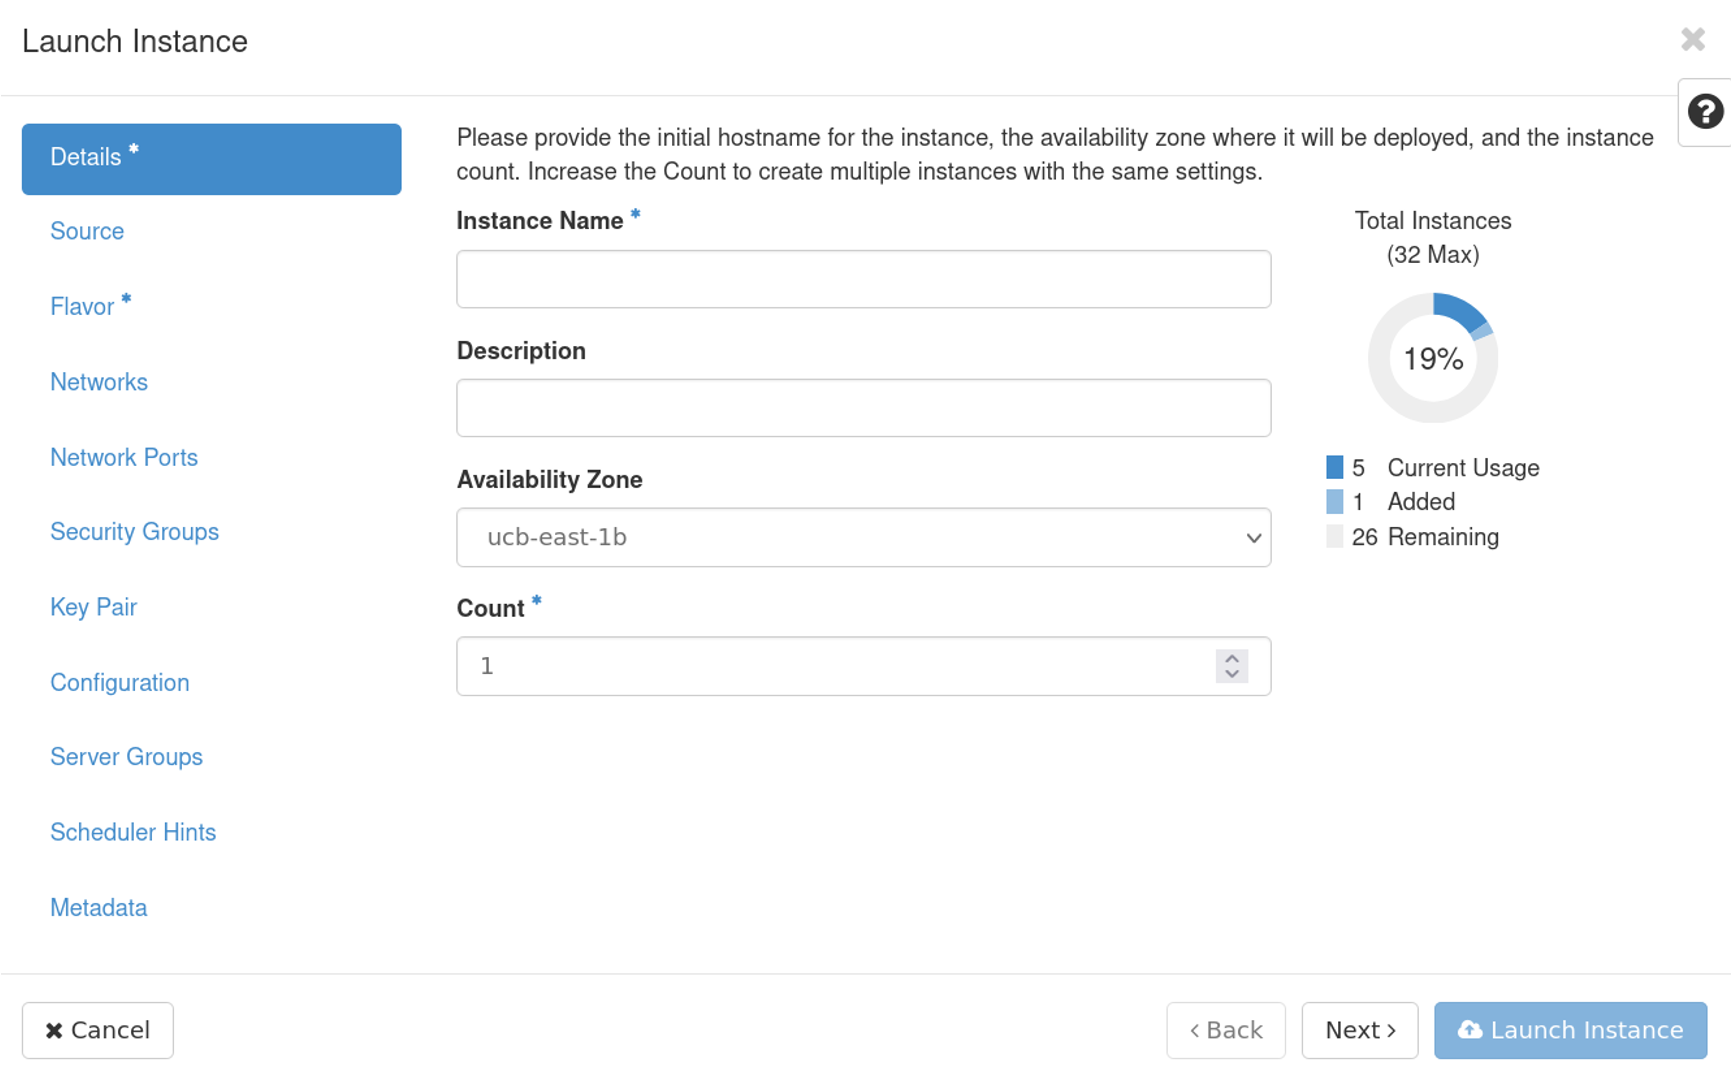 Launch Instance
Details *
Source
Flavor *
Networks
Network Ports
Security Groups
Key Pair
Configuration
Server Groups
Scheduler Hints
Metadata
Please provide the initial hostname for the instance, the availability zone where it will be deployed, and the instance
count. Increase the Count to create multiple instances with the same settings.
Instance Name *
Description
Availability Zone
ucb-east-1b
Count *
1
Total Instances
(32 Max)
19%
5 Current Usage
1 Added
26 Remaining
Cancel
Back
Next
Launch Instance